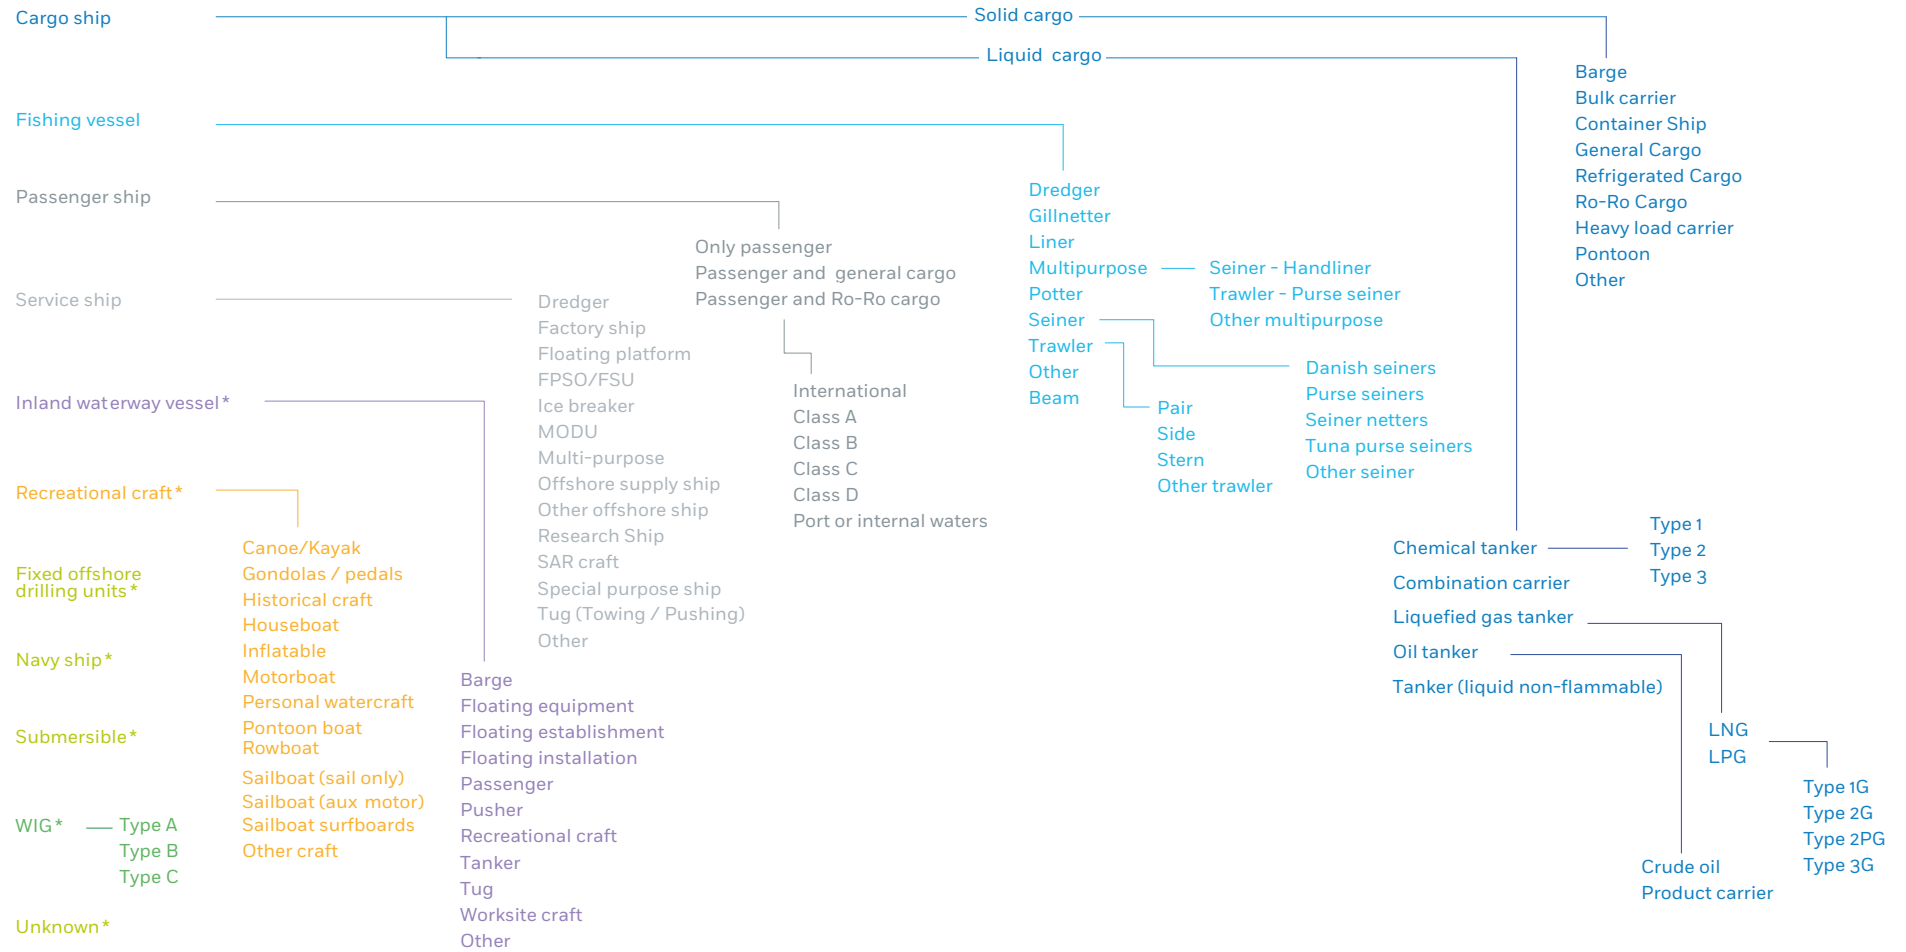 Cargo ship
Solid cargo
Liquid cargo
Barge
Bulk carrier
Container Ship
General Cargo
Refrigerated Cargo
Ro-Ro Cargo
Heavy load carrier
Pontoon
Other
Chemical tanker
Type 1
Type 2
Type 3
Combination carrier
Liquefied gas tanker
Oil tanker
Tanker (liquid non-flammable)
LNG
LPG
Type 1G
Type 2G
Type 2PG
Type 3G
Crude oil
Product carrier
Fishing vessel
Dredger
Gillnetter
Liner
Multipurpose
Potter
Seiner
Trawler
Other
Beam
Seiner - Handliner
Trawler - Purse seiner
Other multipurpose
Danish seiners
Purse seiners
Seiner netters
Tuna purse seiners
Other seiner
Pair
Side
Stern
Other trawler
Passenger ship
Only passenger
Passenger and general cargo
Passenger and Ro-Ro cargo
International
Class A
Class B
Class C
Class D
Port or internal waters
Service ship
Dredger
Factory ship
Floating platform
FPSO/FSU
Ice breaker
MODU
Multi-purpose
Offshore supply ship
Other offshore ship
Research Ship
SAR craft
Special purpose ship
Tug (Towing / Pushing)
Other
Inland waterway vessel*
Barge
Floating equipment
Floating establishment
Floating installation
Passenger
Pusher
Recreational craft
Tanker
Tug
Worksite craft
Other
Recreational craft*
Canoe/Kayak
Gondolas / pedals
Historical craft
Houseboat
Inflatable
Motorboat
Personal watercraft
Pontoon boat
Rowboat
Sailboat (sail only)
Sailboat (aux motor)
Sailboat surfboards
Other craft
Fixed offshore
drilling units*
Navy ship*
Submersible*
WIG*
Type A
Type B
Type C
Unknown*